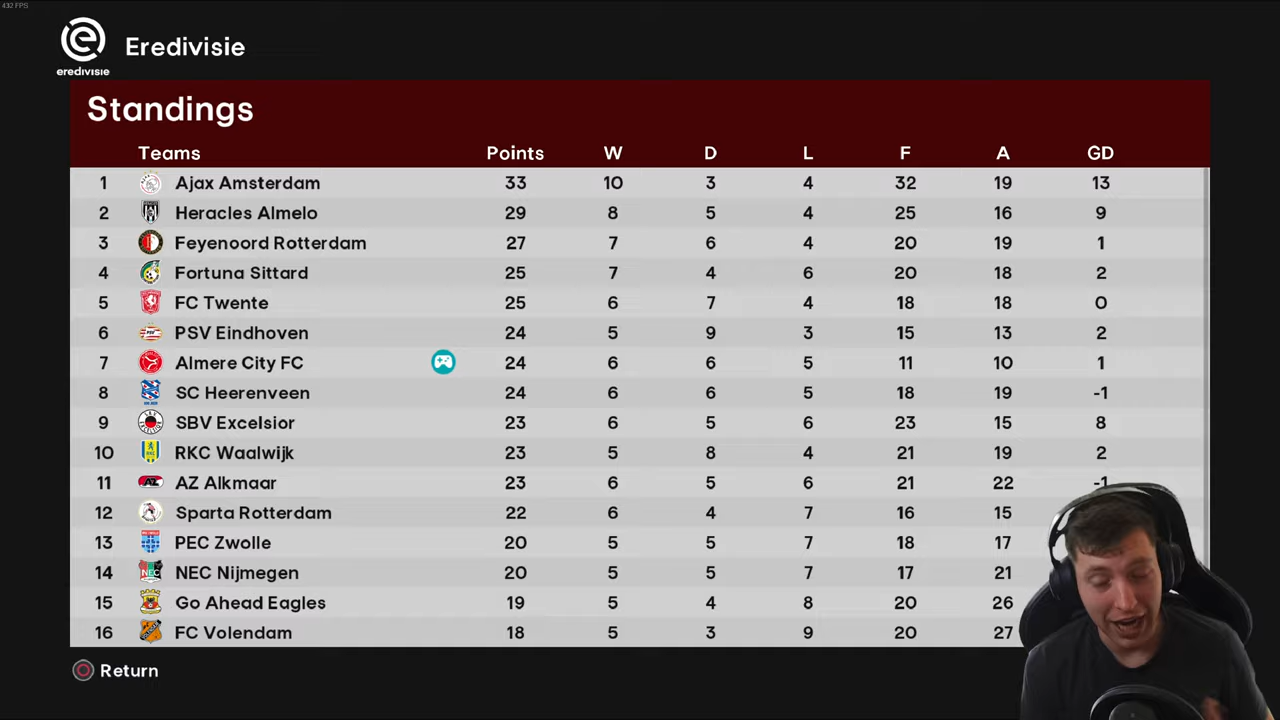 432 FPS
eredivisie
Eredivisie
Standings
Teams Points W D L F A GD
1 Ajax Amsterdam 33 10 3 4 32 19 13
2 Heracles Almelo 29 8 5 4 25 16 9
3 Feyenoord Rotterdam 27 7 6 4 20 19 1
4 Fortuna Sittard 25 7 4 6 20 18 2
5 FC Twente 25 6 7 4 18 18 0
6 PSV Eindhoven 24 5 9 3 15 13 2
7 Almere City FC 24 6 6 5 11 10 1
8 SC Heerenveen 24 6 6 5 18 19 -1
9 SBV Excelsior 23 6 5 6 23 15 8
10 RKC Waalwijk 23 5 8 4 21 19 2
11 AZ Alkmaar 23 6 5 6 21 22 -1
12 Sparta Rotterdam 22 6 4 7 16 15
13 PEC Zwolle 20 5 5 7 18 17
14 NEC Nijmegen 20 5 5 7 17 21
15 Go Ahead Eagles 19 5 4 8 20 26
16 FC Volendam 18 5 3 9 20 27
Return